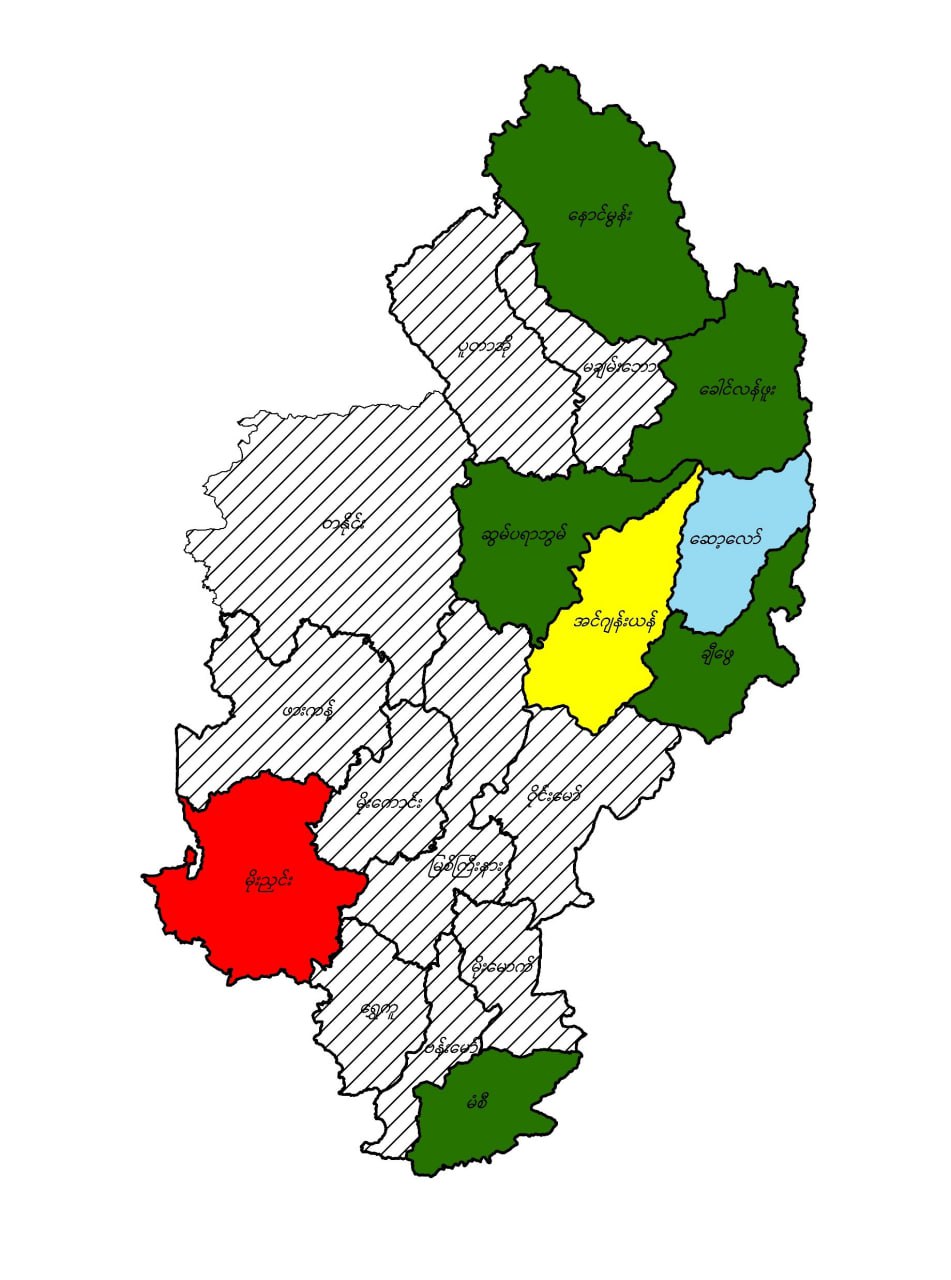 နောင်မွန်း
ပူတာအို
မချမ်းဘော
ခေါင်လန်ဖူး
တနိုင်း
ဆွမ်ပရာဘွမ်
ဆော့လော်
အင်ဂျန်းယန်
ချီဖွေ
ဖားကန့်
မိုးကောင်း
ဝိုင်းမော်
မြစ်ကြီးနား
မိုးညှင်း
မိုးမောက်
ရွှေကူ
ဗန်းမော်
မံစီ